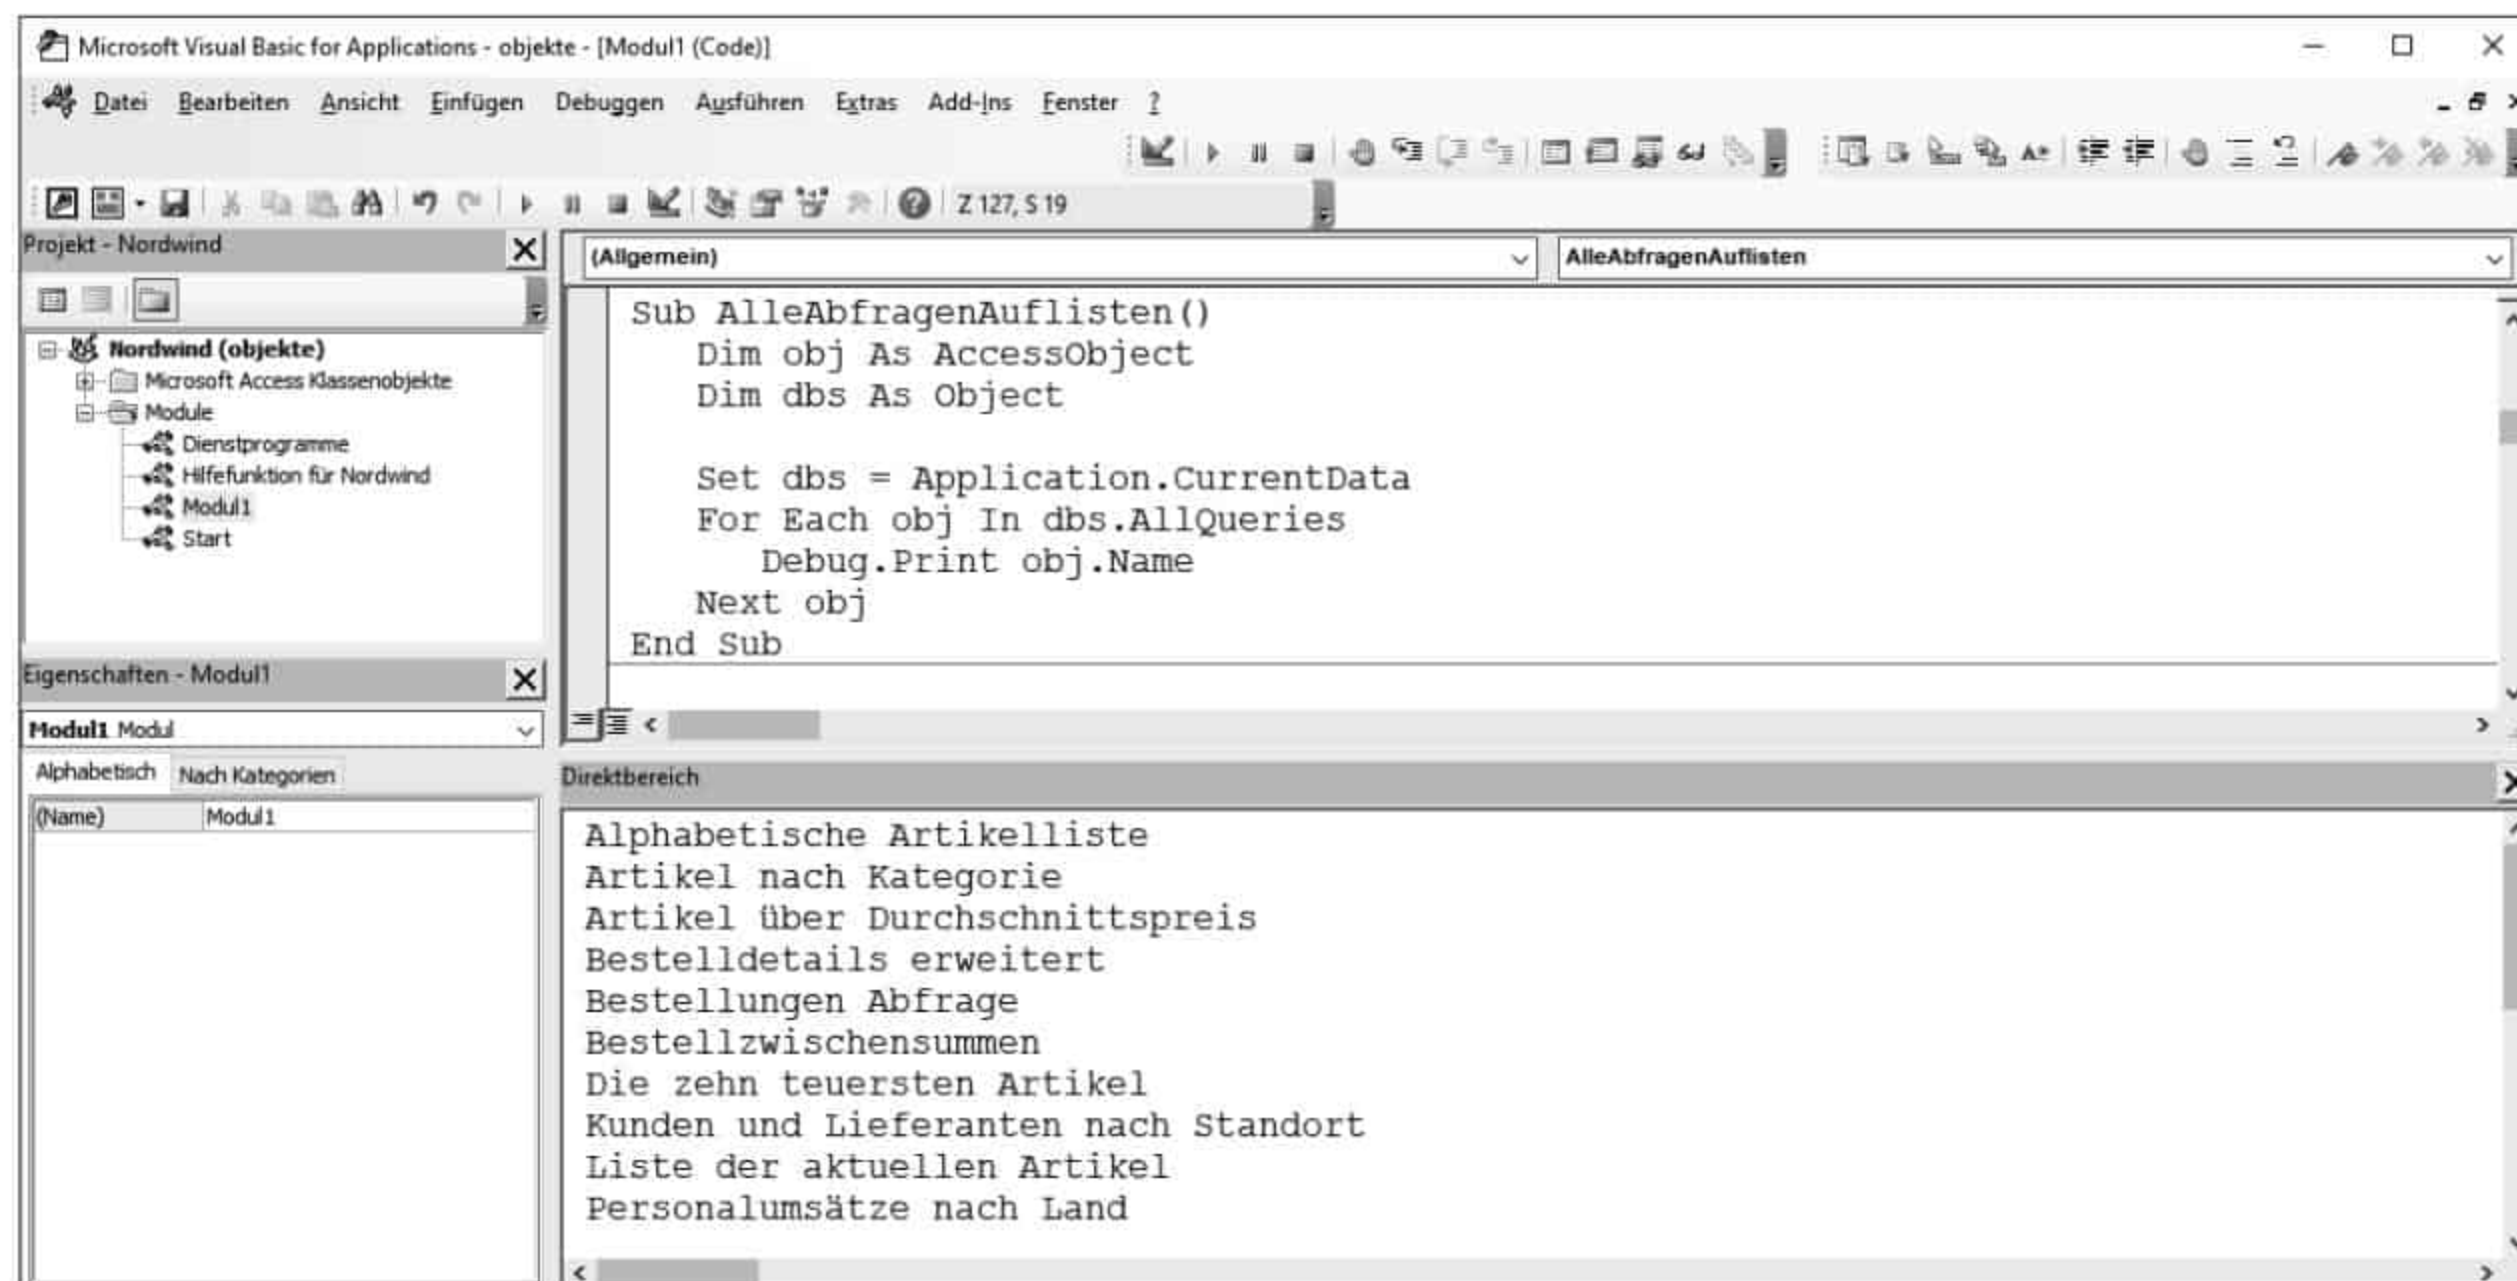 Microsoft Visual Basic for Applications - objekte - [Modul1 (Code)]
Datei Bearbeiten Ansicht Einfügen Debuggen Ausführen Extras Add-Ins Fenster ?
Z 127, S 19
Projekt - Nordwind
Nordwind (objekte)
Microsoft Access Klassenobjekte
Module
Dienstprogramme
Hilfefunktion für Nordwind
Modul1
Start
Eigenschaften - Modul1
Modul1 Modul
Alphabetisch Nach Kategorien
(Name) Modul1
(Allgemein) AlleAbfragenAuflisten
Sub AlleAbfragenAuflisten()
Dim obj As AccessObject
Dim dbs As Object
Set dbs = Application.CurrentData
For Each obj In dbs.AllQueries
Debug.Print obj.Name
Next obj
End Sub
Direktbereich
Alphabetische Artikelliste
Artikel nach Kategorie
Artikel über Durchschnittspreis
Bestelldetails erweitert
Bestellungen Abfrage
Bestellzwischensummen
Die zehn teuersten Artikel
Kunden und Lieferanten nach Standort
Liste der aktuellen Artikel
Personalumsätze nach Land